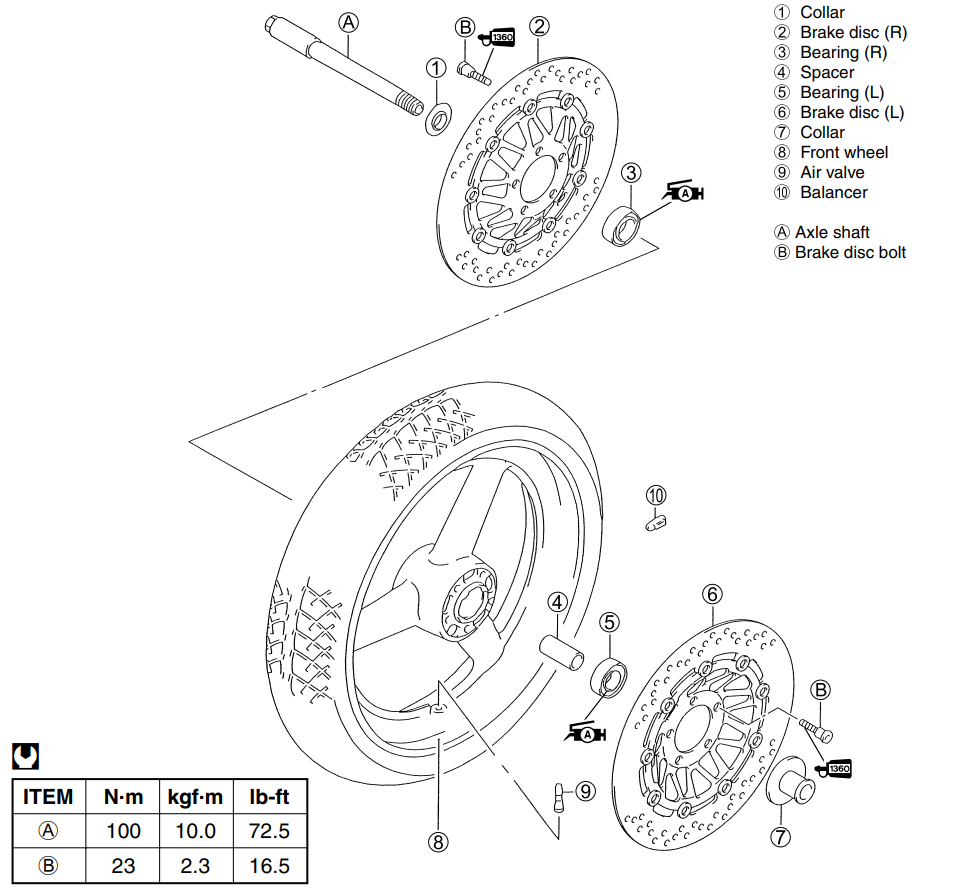 ① Collar
② Brake disc (R)
③ Bearing (R)
④ Spacer
⑤ Bearing (L)
⑥ Brake disc (L)
⑦ Collar
⑧ Front wheel
⑨ Air valve
⑩ Balancer
Ⓐ Axle shaft
Ⓑ Brake disc bolt
Ⓐ
Ⓑ
1360
②
①
③
A
⑩
④
⑤
⑥
A
Ⓑ
1360
⑨
⑧
⑦
ITEM N·m kgf·m lb-ft
Ⓐ 100 10.0 72.5
Ⓑ 23 2.3 16.5